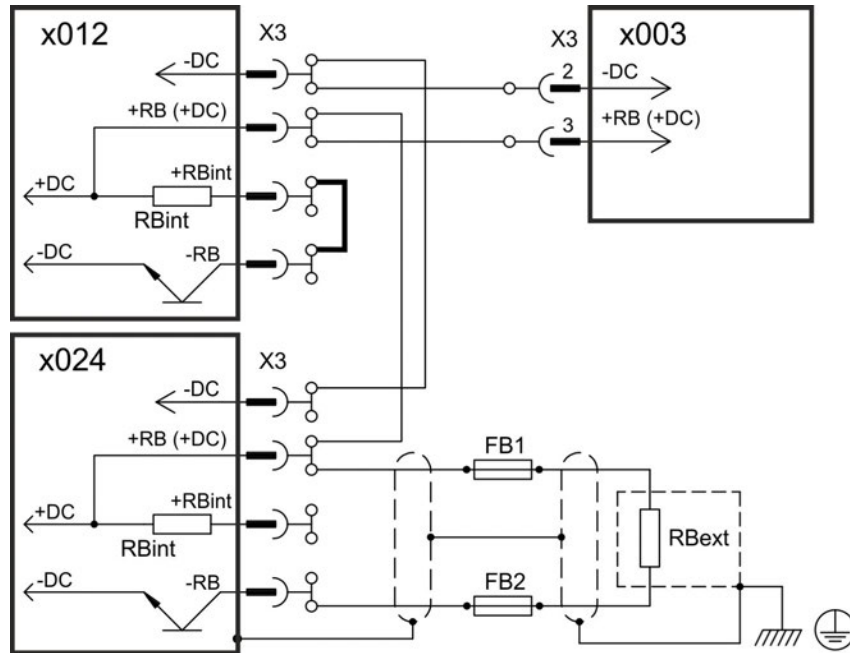 x012
X3
-DC
+RB (+DC)
+DC
+RBint
RBint
-DC
-RB
X3
x003
2
-DC
3
+RB (+DC)
x024
X3
-DC
+RB (+DC)
+DC
+RBint
RBint
-DC
-RB
FB1
FB2
RBext